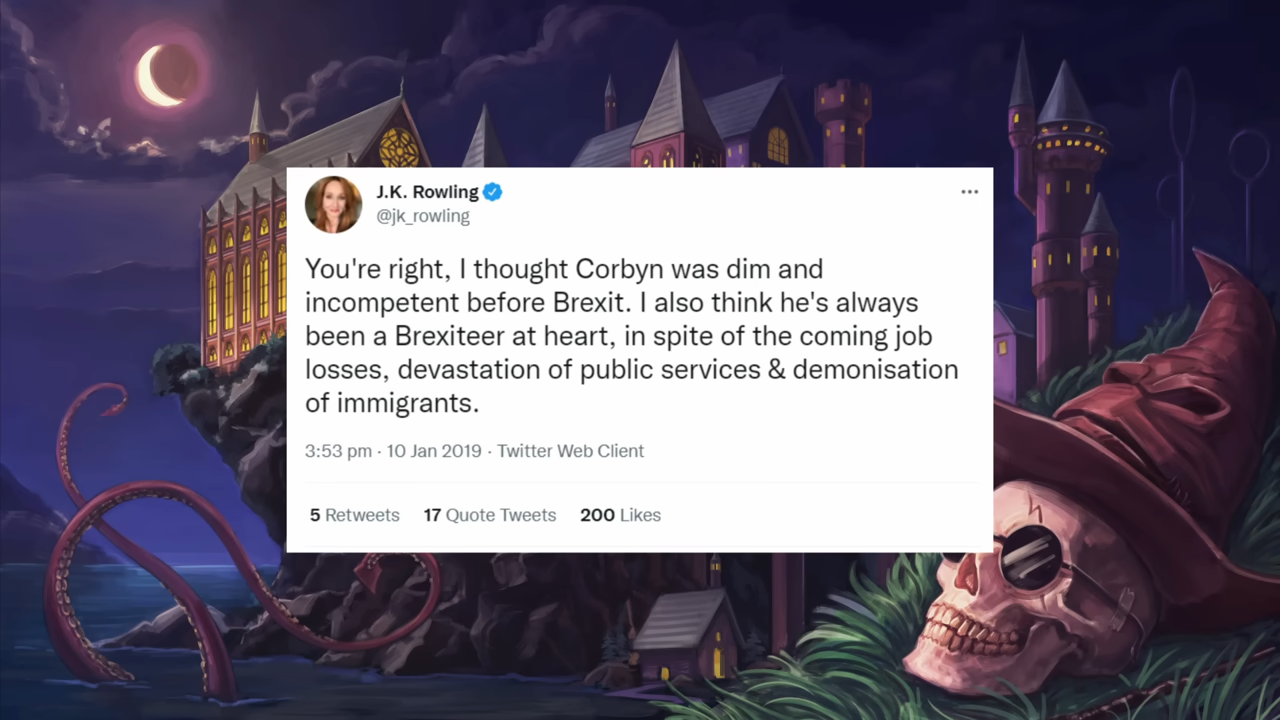 J.K. Rowling
@jk_rowling
You're right, I thought Corbyn was dim and
incompetent before Brexit. I also think he's always
been a Brexiteer at heart, in spite of the coming job
losses, devastation of public services & demonisation
of immigrants.
3:53 pm · 10 Jan 2019 · Twitter Web Client
5 Retweets 17 Quote Tweets 200 Likes